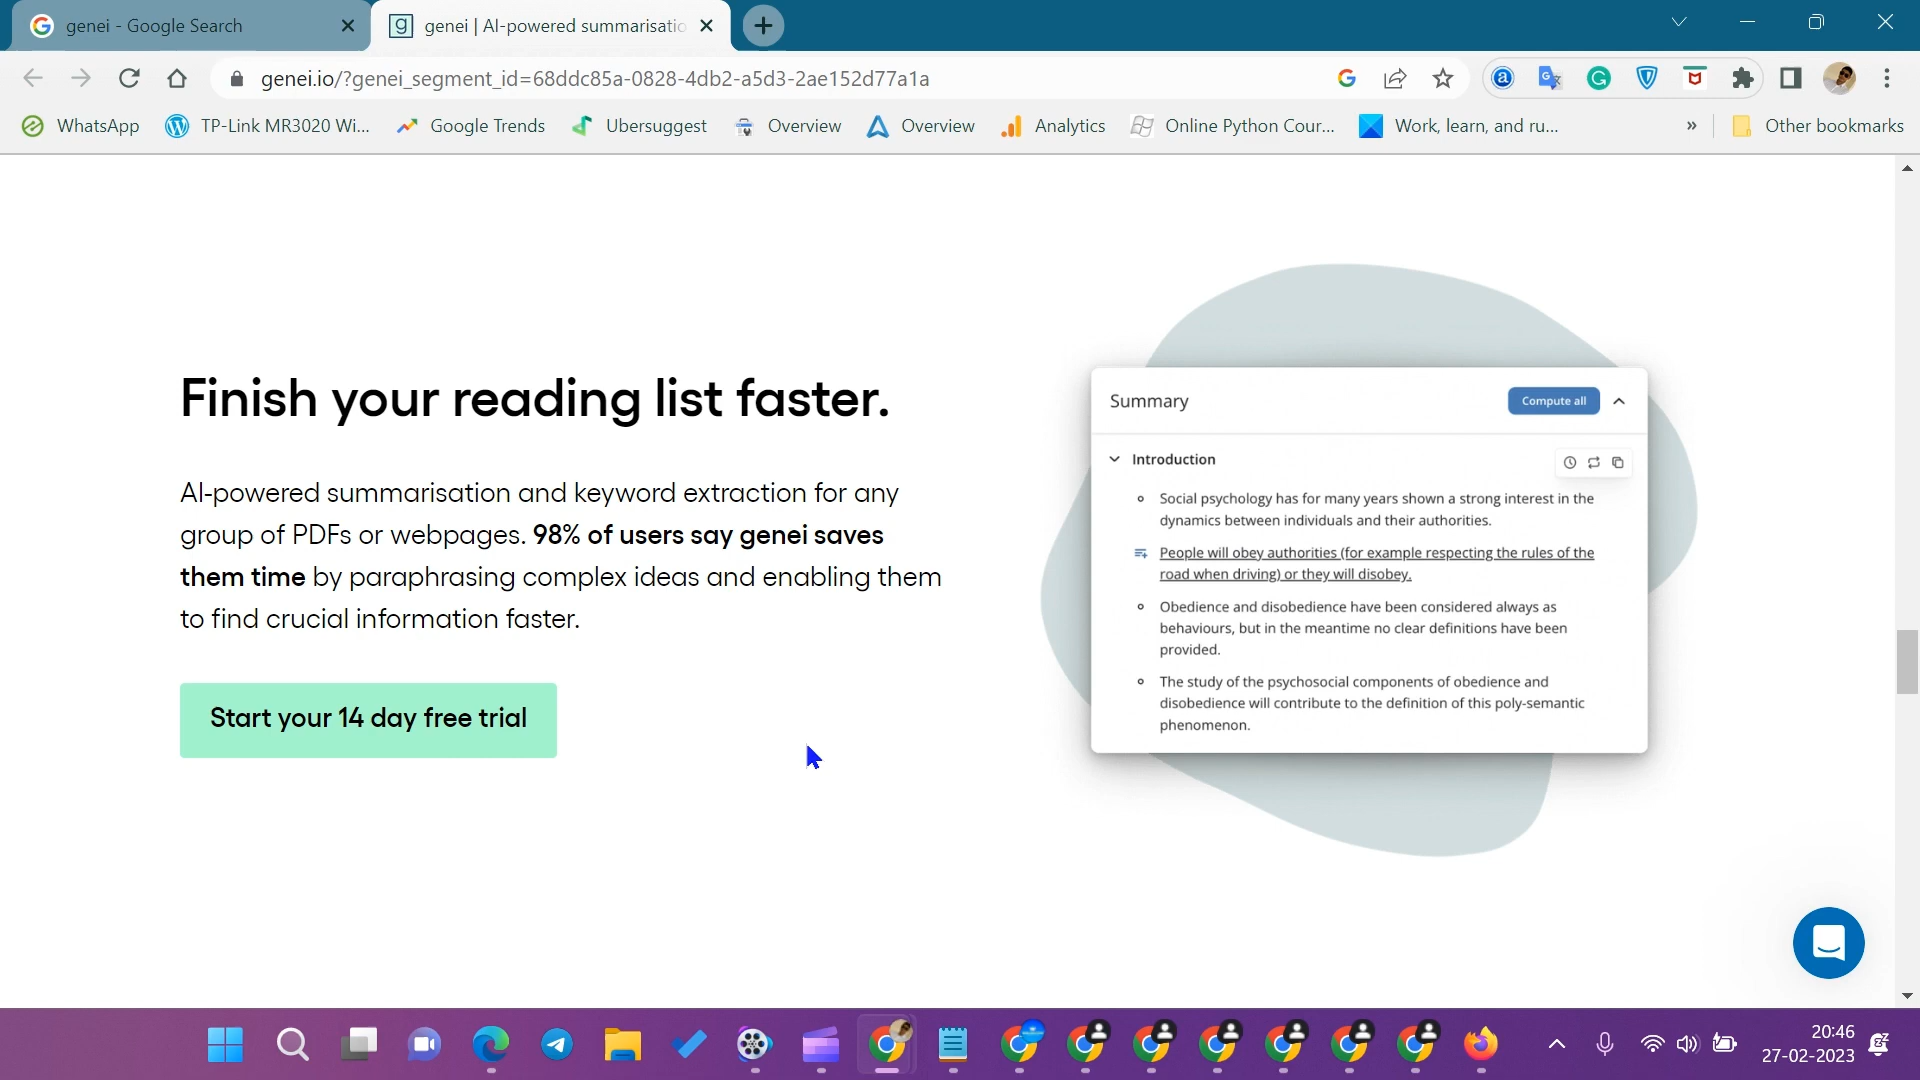 genei - Google Search
genei | AI-powered summarisatio
genei.io/?genei_segment_id=68ddc85a-0828-4db2-a5d3-2ae152d77a1a
WhatsApp
TP-Link MR3020 Wi...
Google Trends
Ubersuggest
Overview
Overview
Analytics
Online Python Cour...
Work, learn, and ru...
»
Other bookmarks
Finish your reading list faster.
AI-powered summarisation and keyword extraction for any
group of PDFs or webpages. 98% of users say genei saves
them time by paraphrasing complex ideas and enabling them
to find crucial information faster.
Start your 14 day free trial
Summary
Compute all
Introduction
Social psychology has for many years shown a strong interest in the
dynamics between individuals and their authorities.
People will obey authorities (for example respecting the rules of the
road when driving) or they will disobey.
Obedience and disobedience have been considered always as
behaviours, but in the meantime no clear definitions have been
provided.
The study of the psychosocial components of obedience and
disobedience will contribute to the definition of this poly-semantic
phenomenon.
20:46
27-02-2023